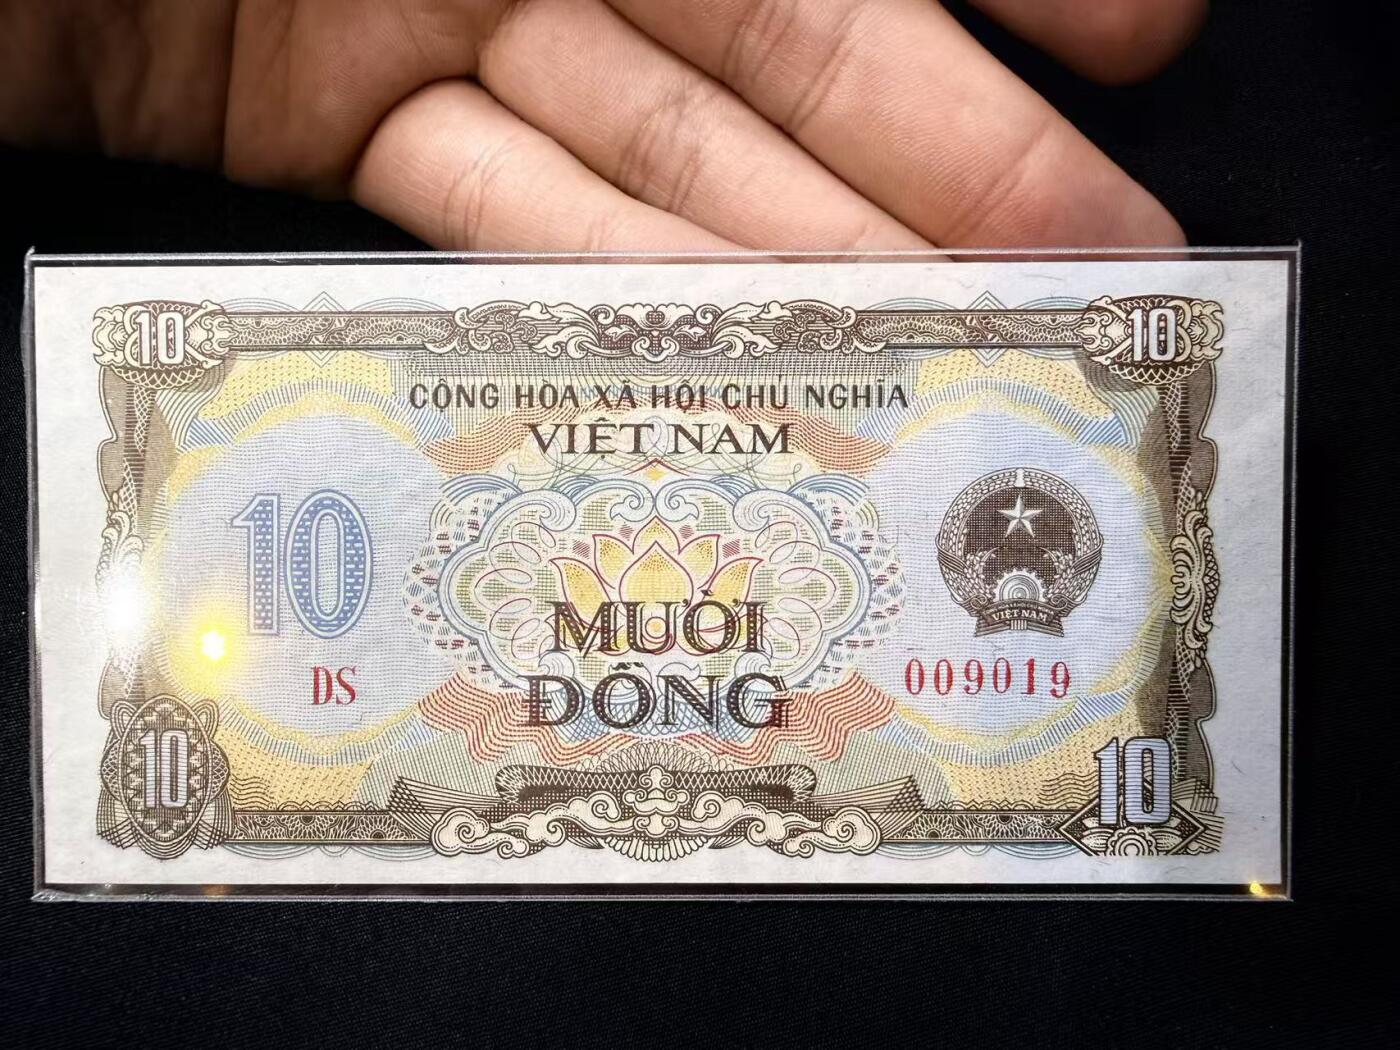 10 10
CỘNG HÒA XÃ HỘI CHỦ NGHĨA
VIỆT NAM
10
VIỆT NAM
MƯỜI
ĐỒNG
DS 009019
10 10